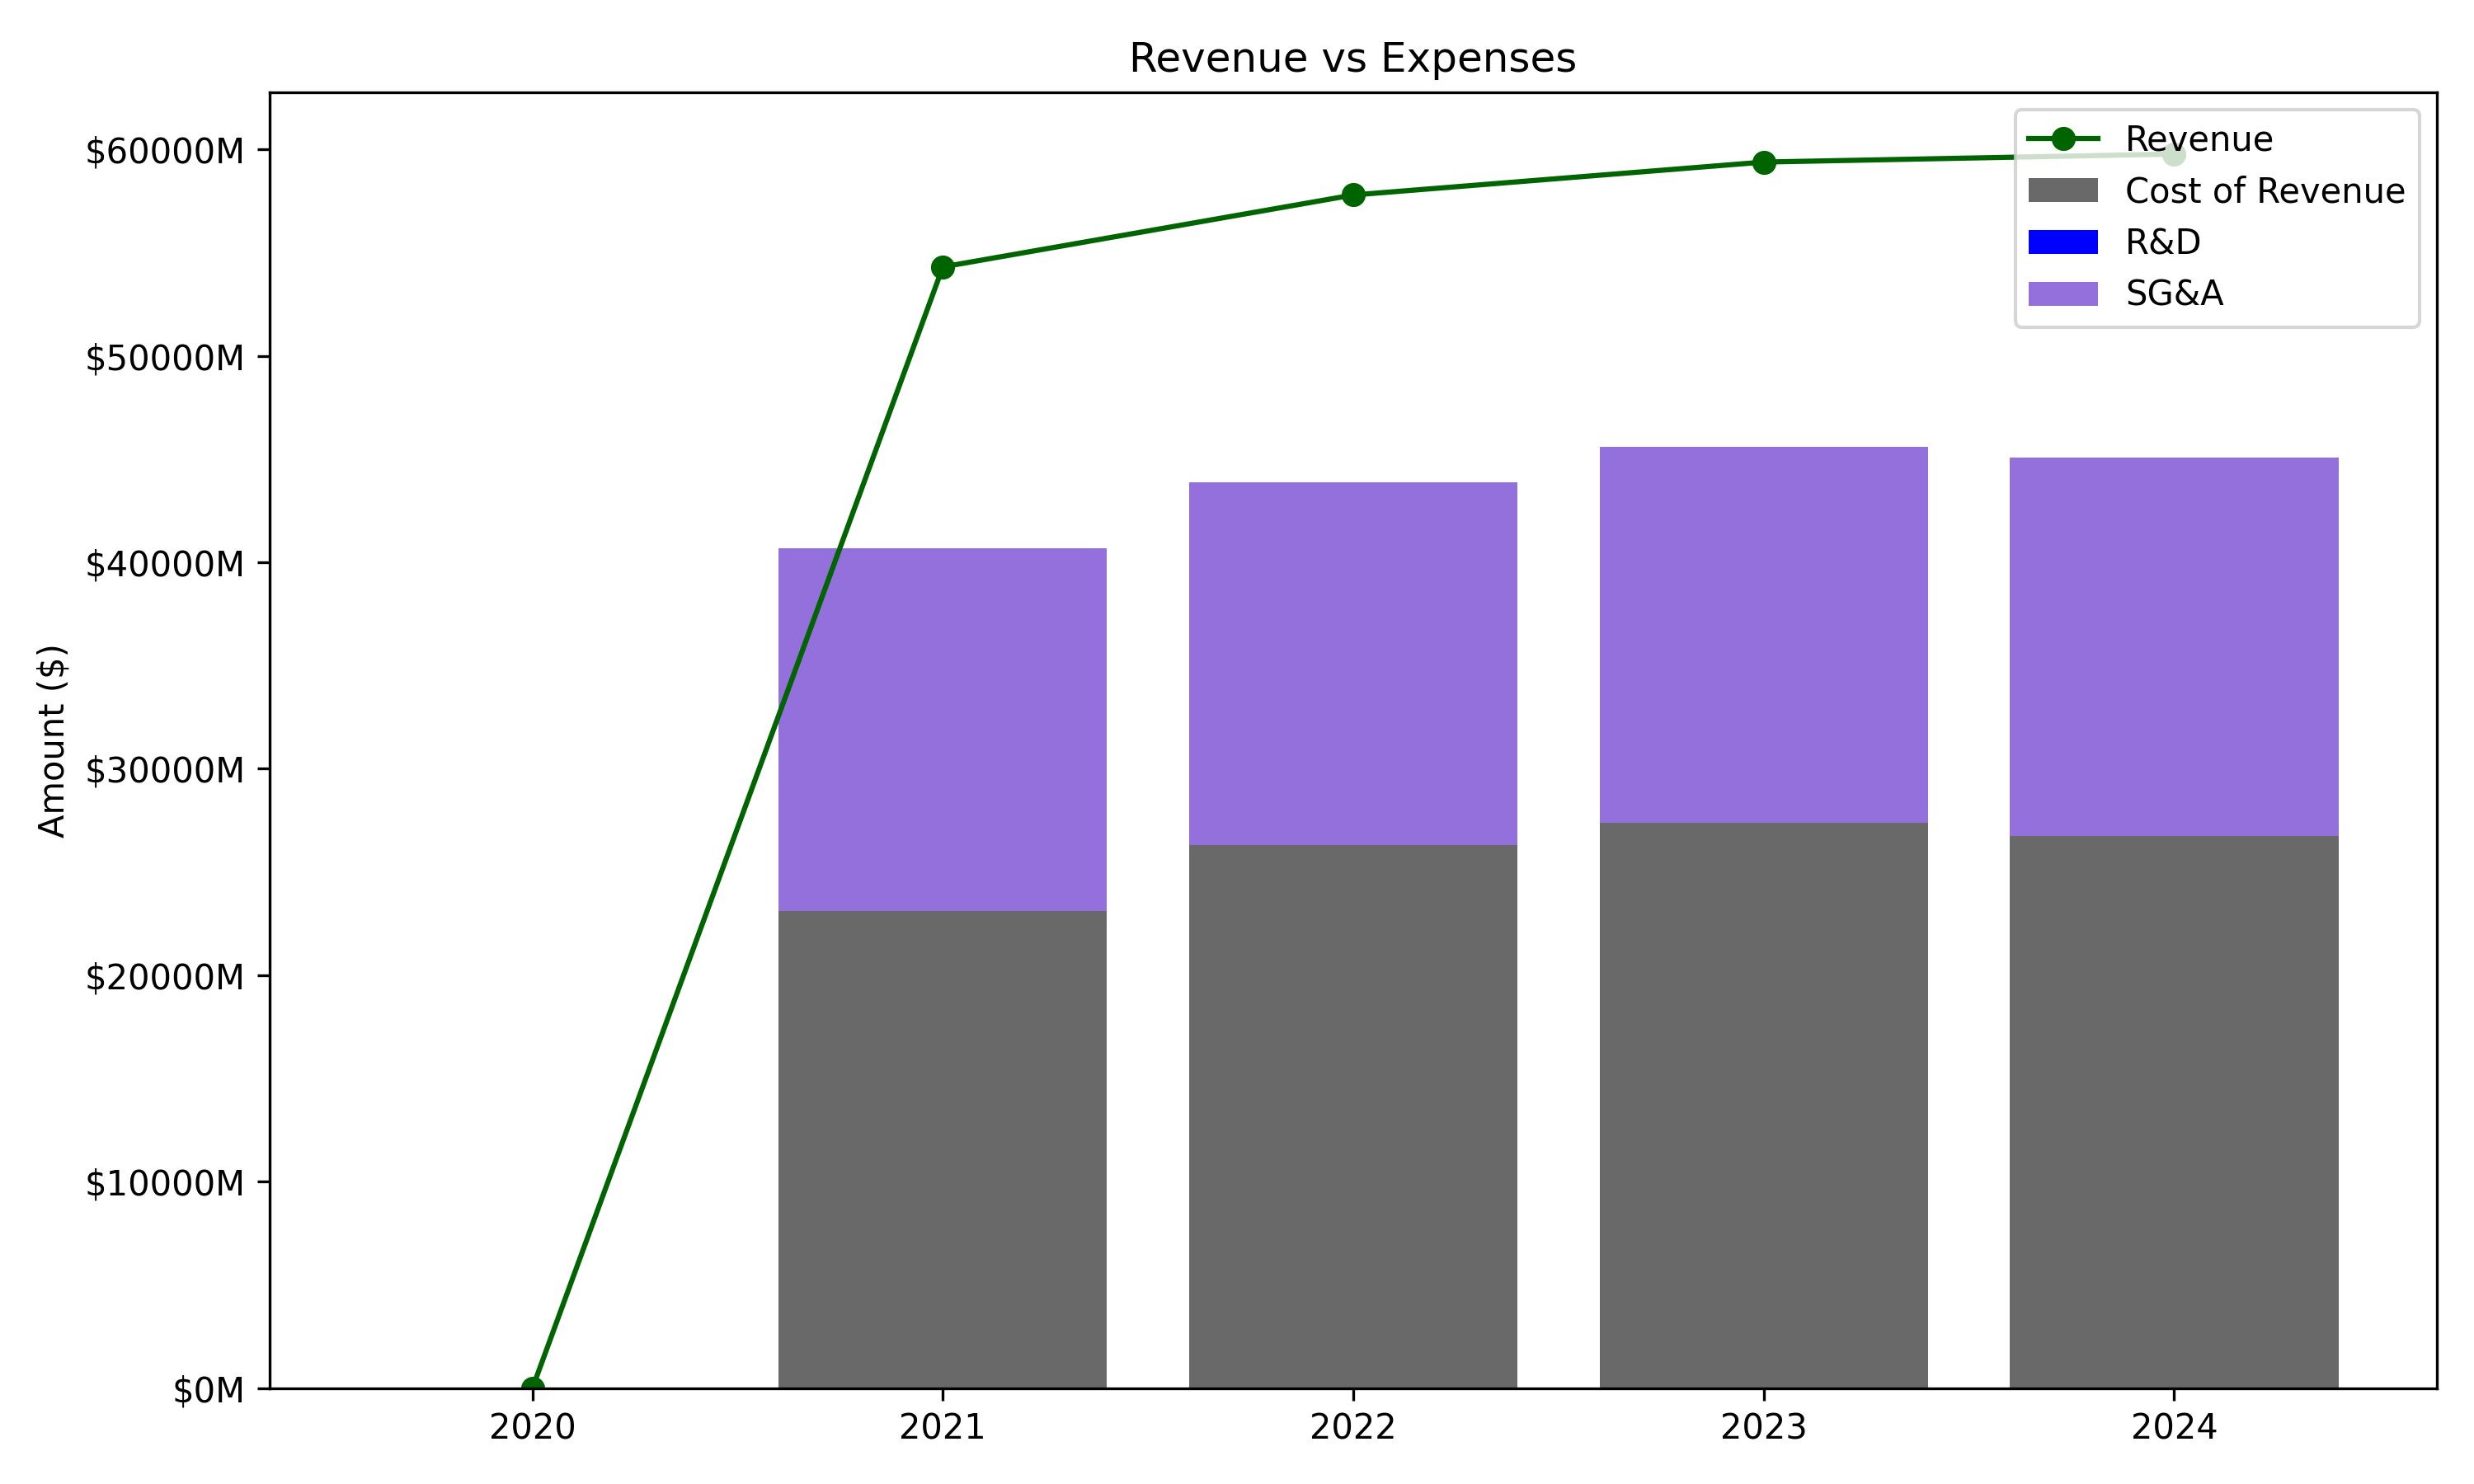 Revenue vs Expenses
Revenue
Cost of Revenue
R&D
SG&A
Amount ($)
$60000M
$50000M
$40000M
$30000M
$20000M
$10000M
$0M
2020
2021
2022
2023
2024